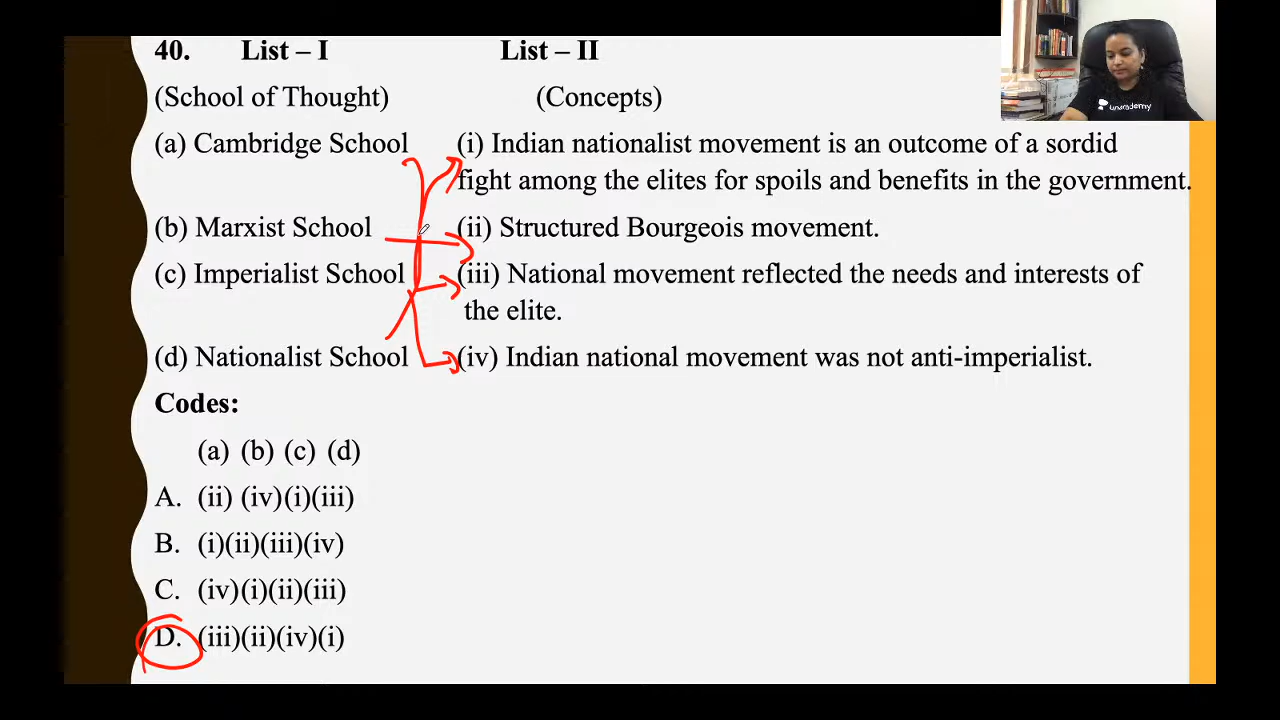 40. List – I List – II
(School of Thought) (Concepts)
(a) Cambridge School (i) Indian nationalist movement is an outcome of a sordid
fight among the elites for spoils and benefits in the government.
(b) Marxist School (ii) Structured Bourgeois movement.
(c) Imperialist School (iii) National movement reflected the needs and interests of
the elite.
(d) Nationalist School (iv) Indian national movement was not anti-imperialist.
Codes:
(a) (b) (c) (d)
A. (ii) (iv)(i)(iii)
B. (i)(ii)(iii)(iv)
C. (iv)(i)(ii)(iii)
D. (iii)(ii)(iv)(i)
unacademy